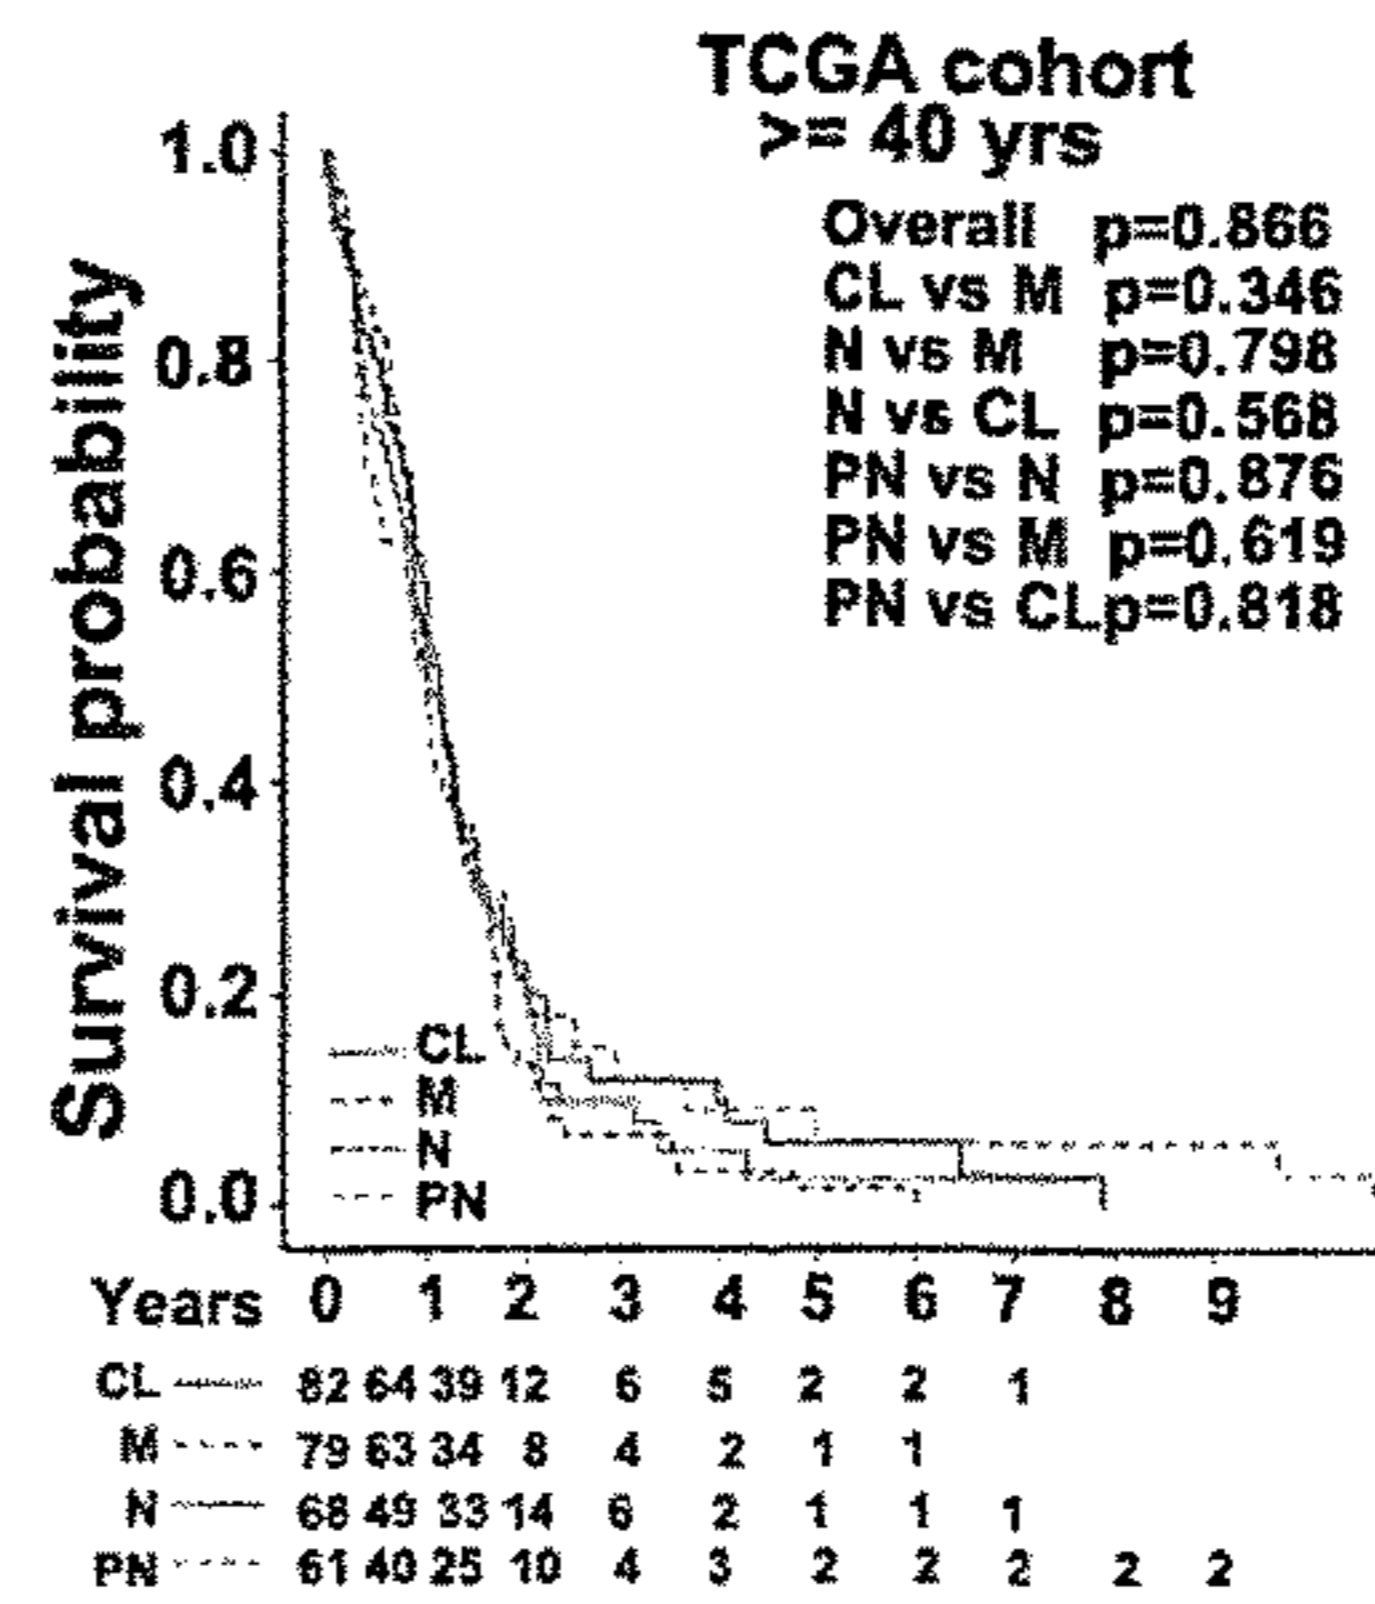 TCGA cohort
>= 40 yrs
Overall p=0.866
CL vs M p=0.346
N vs M p=0.798
N vs CL p=0.568
PN vs N p=0.876
PN vs M p=0.619
PN vs CL p=0.818
Survival probability
1.0
0.8
0.6
0.4
0.2
0.0
CL
M
N
PN
Years 0 1 2 3 4 5 6 7 8 9
CL 82 64 39 12 6 5 2 2 1
M 79 63 34 8 4 2 1 1
N 68 49 33 14 6 2 1 1 1
PN 61 40 25 10 4 3 2 2 2 2 2